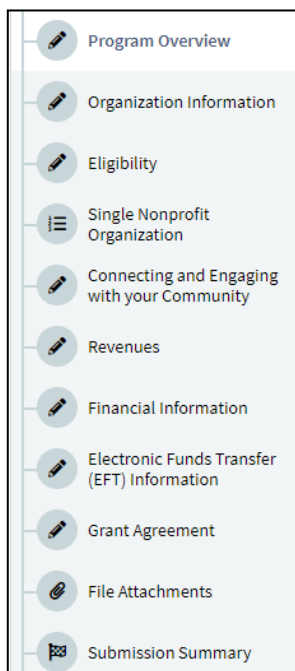 Program Overview
Organization Information
Eligibility
Single Nonprofit
Organization
Connecting and Engaging
with your Community
Revenues
Financial Information
Electronic Funds Transfer
(EFT) Information
Grant Agreement
File Attachments
Submission Summary